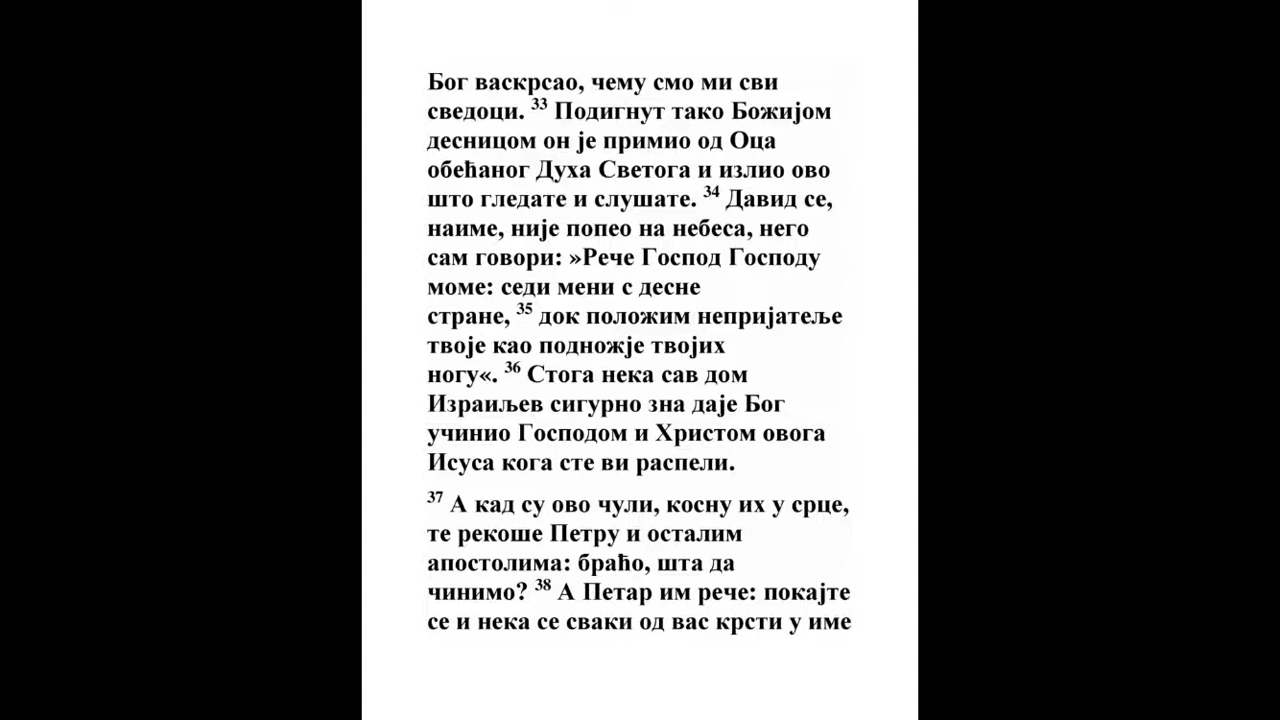 Бог васкрсао, чему смо ми сви
сведоци. 33 Подигнут тако Божијом
десницом он је примио од Оца
обећаног Духа Светога и излио ово
што гледате и слушате. 34 Давид се,
наиме, није попео на небеса, него
сам говори: »Рече Господ Господу
моме: седи мени с десне
стране, 35 док положим непријатеље
твоје као подножје твојих
ногу«. 36 Стога нека сав дом
Израиљев сигурно зна даје Бог
учинио Господом и Христом овога
Исуса кога сте ви распели.
37 А кад су ово чули, косну их у срце,
те рекоше Петру и осталим
апостолима: браћо, шта да
чинимо? 38 А Петар им рече: покајте
се и нека се сваки од вас крсти у име